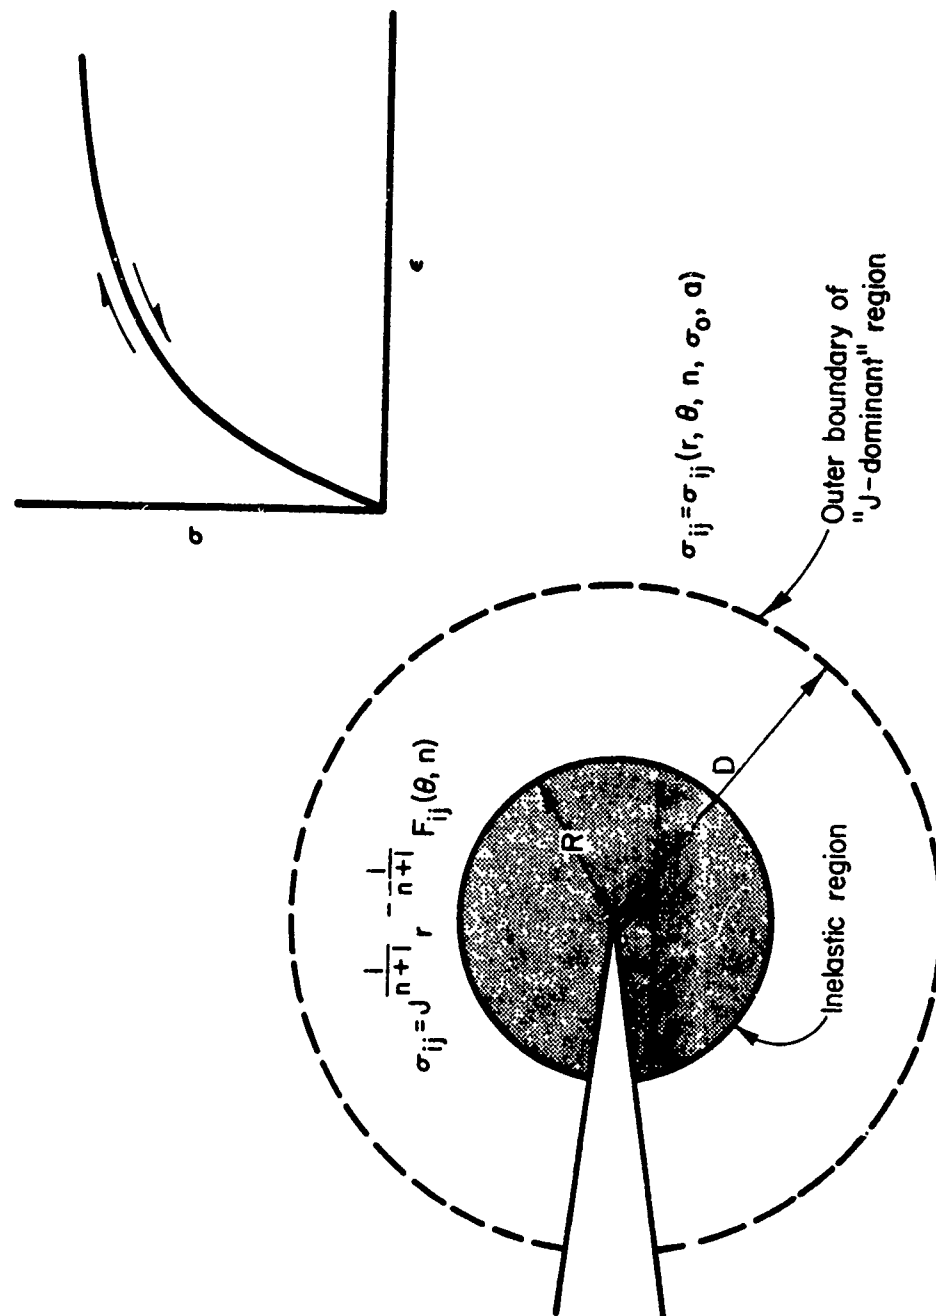 σ
ϵ
σij=J^(1/(n+1)) r^(-1/(n+1)) Fij(θ, n)
σij=σij(r, θ, n, σo, a)
R
D
Inelastic region
Outer boundary of
"J-dominant" region